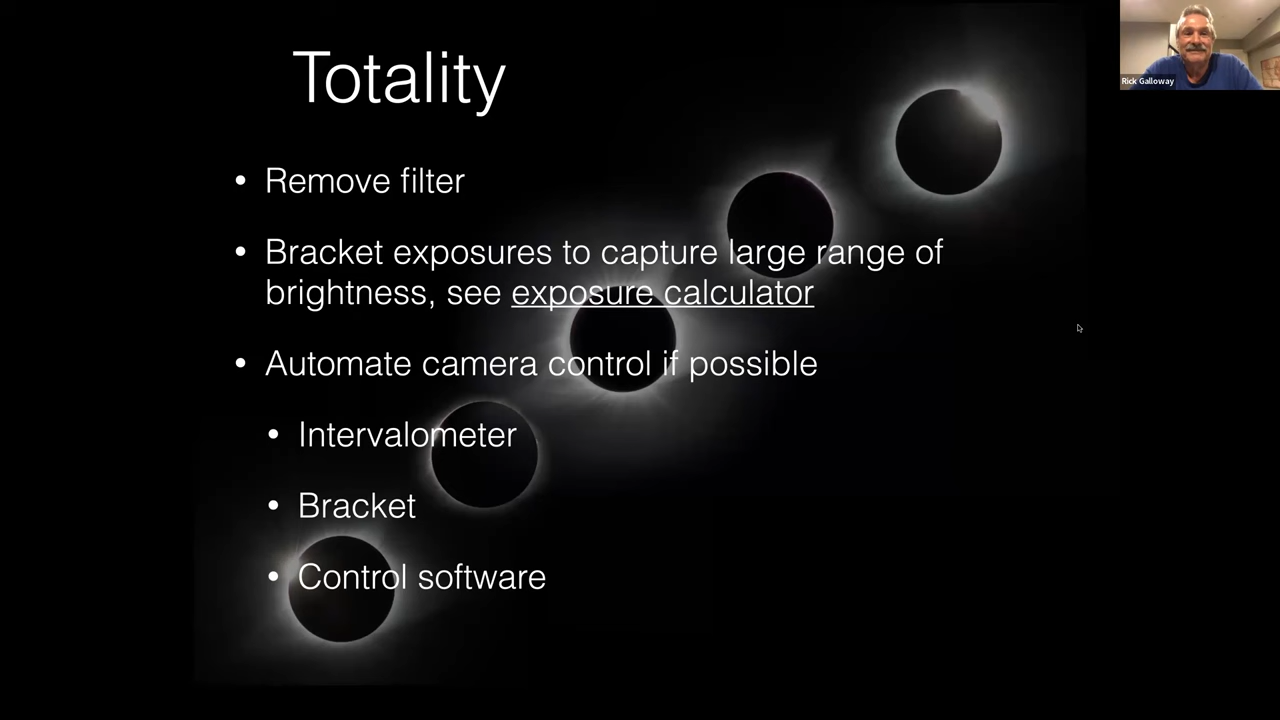 Totality
• Remove filter
• Bracket exposures to capture large range of
brightness, see exposure calculator
• Automate camera control if possible
• Intervalometer
• Bracket
• Control software
Rick Galloway